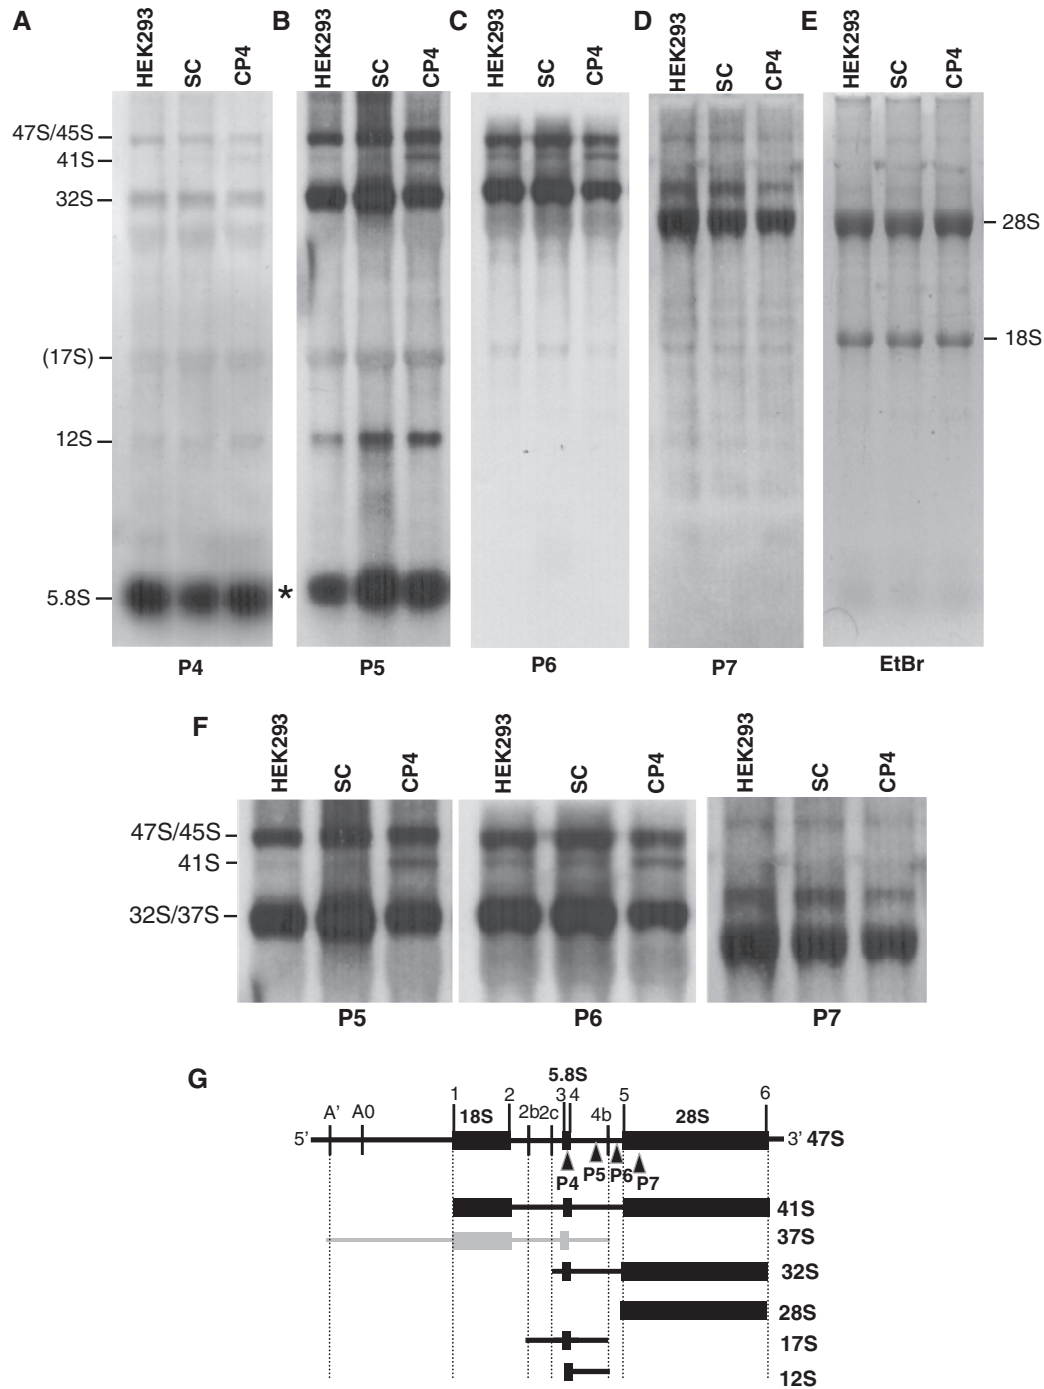 A B C D E
HEK293 SC CP4 HEK293 SC CP4 HEK293 SC CP4 HEK293 SC CP4 HEK293 SC CP4
47S/45S
41S
32S
28S
(17S)
18S
12S
5.8S *
P4 P5 P6 P7 EtBr
F
HEK293 SC CP4 HEK293 SC CP4 HEK293 SC CP4
47S/45S
41S
32S/37S
P5 P6 P7
G
5.8S
1 2 3 4 5 6
A' A0 18S 2b 2c 4b 28S
5' 3' 47S
P4 P5 P6 P7
41S
37S
32S
28S
17S
12S